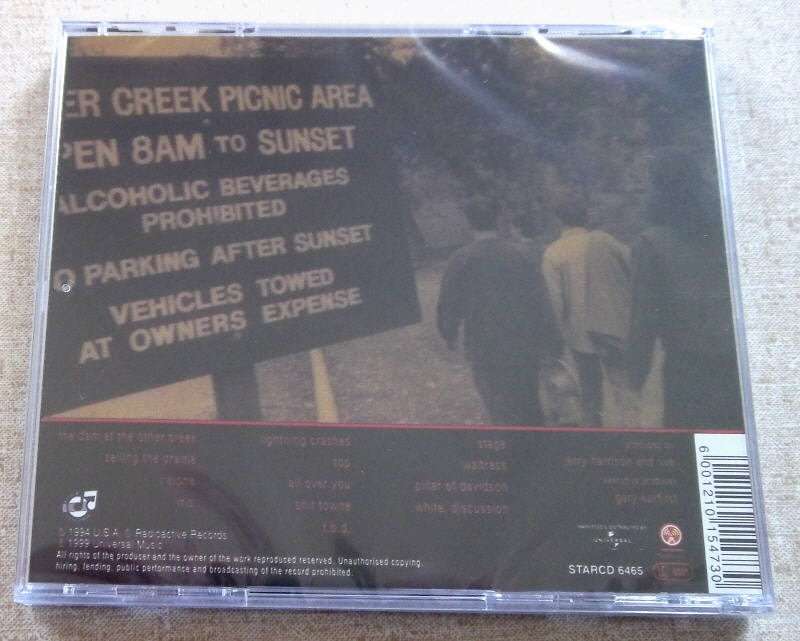 ER CREEK PICNIC AREA
PEN 8AM TO SUNSET
ALCOHOLIC BEVERAGES
PROHIBITED
O PARKING AFTER SUNSET
VEHICLES TOWED
AT OWNERS EXPENSE
the dam at the otter creek
selling the drama
i alone
iris
lightning crashes
top
all over you
shit towne
t.b.d.
stage
waitress
pillar of davidson
white, discussion
produced by
jerry harrison and live
executive producer
gary kurfirst
© 1994 U.S.A. Radioactive Records
1999 Universal Music
All rights of the producer and the owner of the work reproduced reserved. Unauthorised copying,
hiring, lending, public performance and broadcasting of the record prohibited.
UNIVERSAL
STARCD 6465
6001210154730